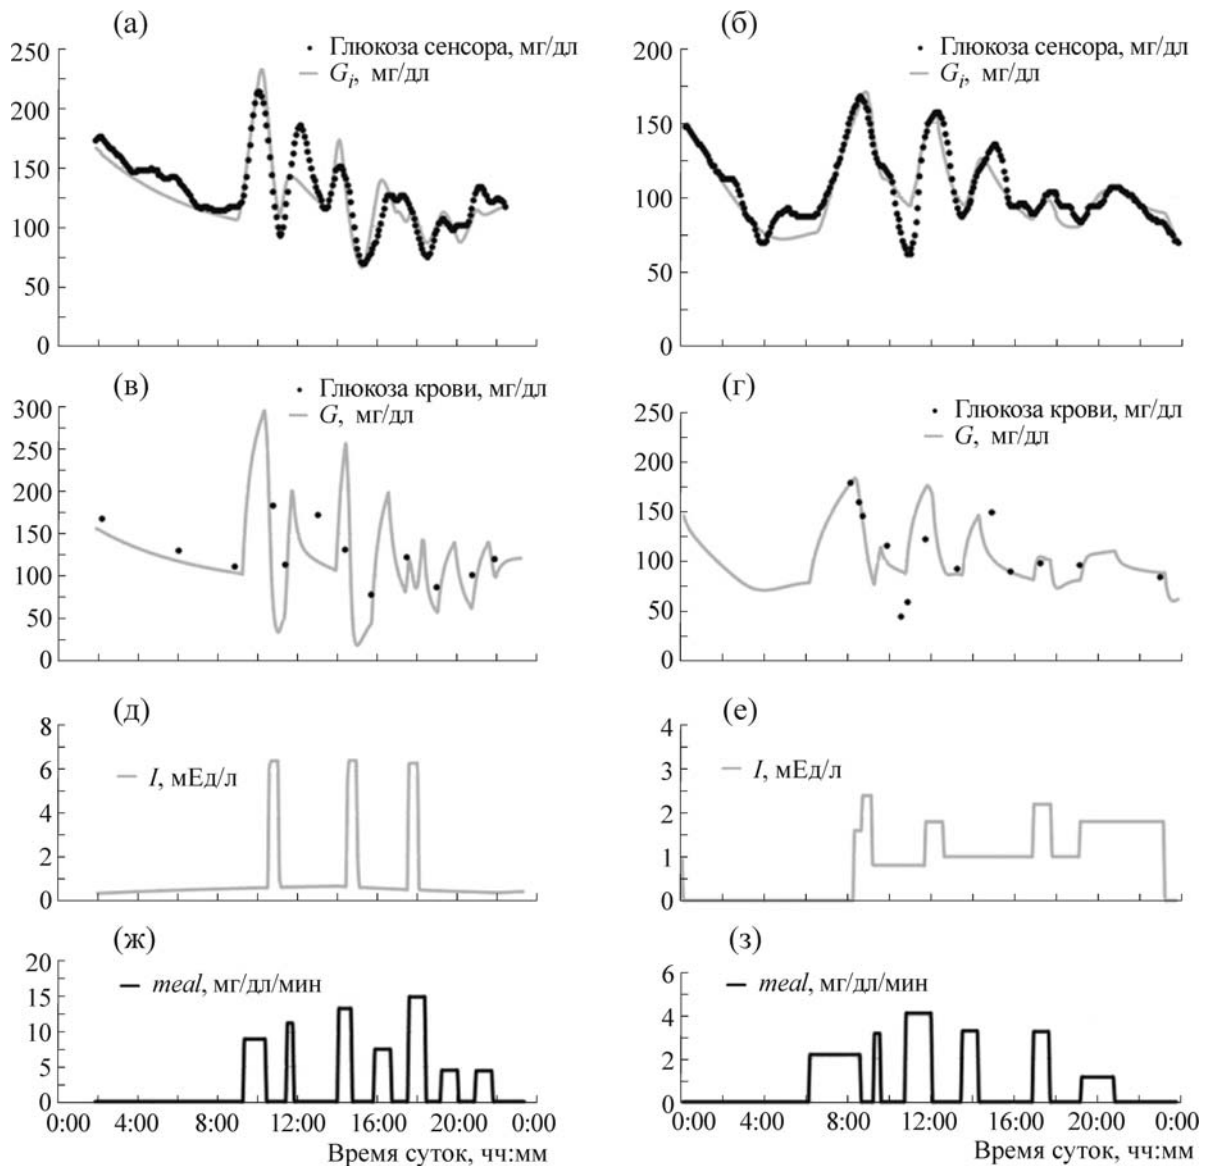 (а)
250
200
150
100
50
0
• Глюкоза сенсора, мг/дл
— Gi, мг/дл
(б)
200
150
100
50
0
• Глюкоза сенсора, мг/дл
— Gi, мг/дл
(в)
300
250
200
150
100
50
0
• Глюкоза крови, мг/дл
— G, мг/дл
(г)
250
200
150
100
50
0
• Глюкоза крови, мг/дл
— G, мг/дл
(д)
8
6
4
2
0
— I, мЕд/л
(е)
4
3
2
1
0
— I, мЕд/л
(ж)
20
15
10
5
0
— meal, мг/дл/мин
0:00 4:00 8:00 12:00 16:00 20:00 0:00
Время суток, чч:мм
(з)
6
4
2
0
— meal, мг/дл/мин
0:00 4:00 8:00 12:00 16:00 20:00 0:00
Время суток, чч:мм